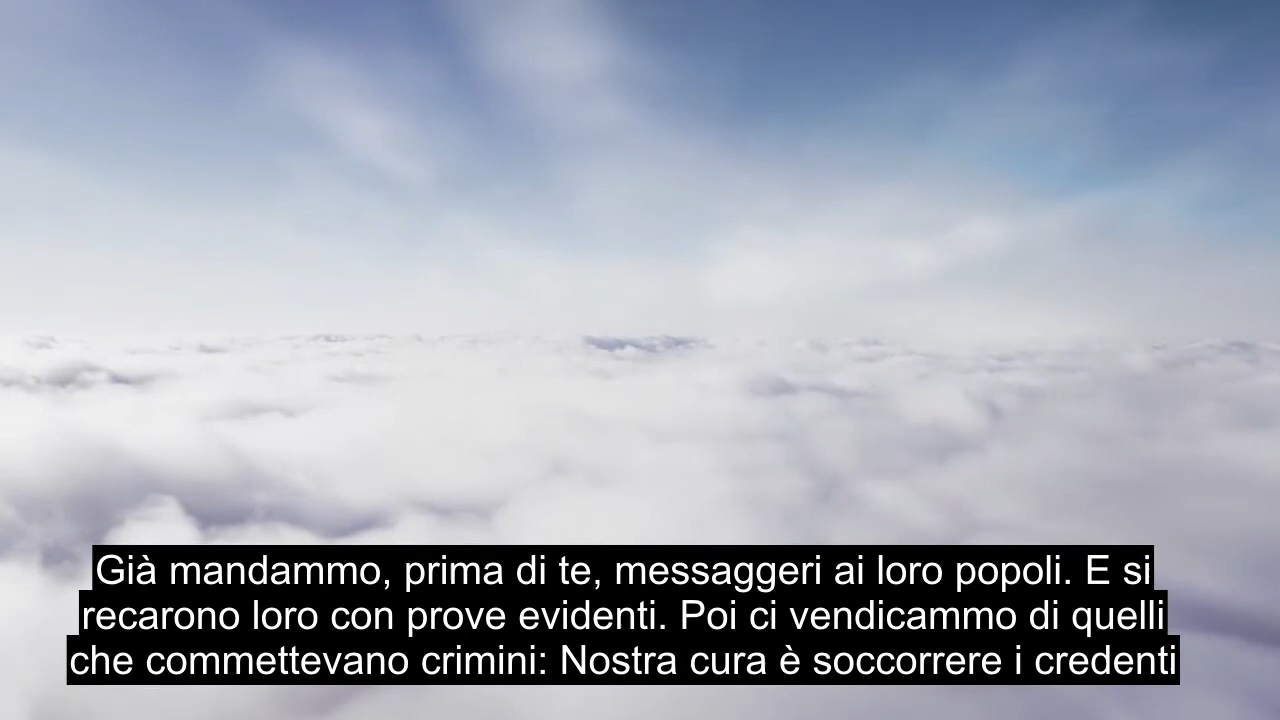 Già mandammo, prima di te, messaggeri ai loro popoli. E si
recarono loro con prove evidenti. Poi ci vendicammo di quelli
che commettevano crimini: Nostra cura è soccorrere i credenti